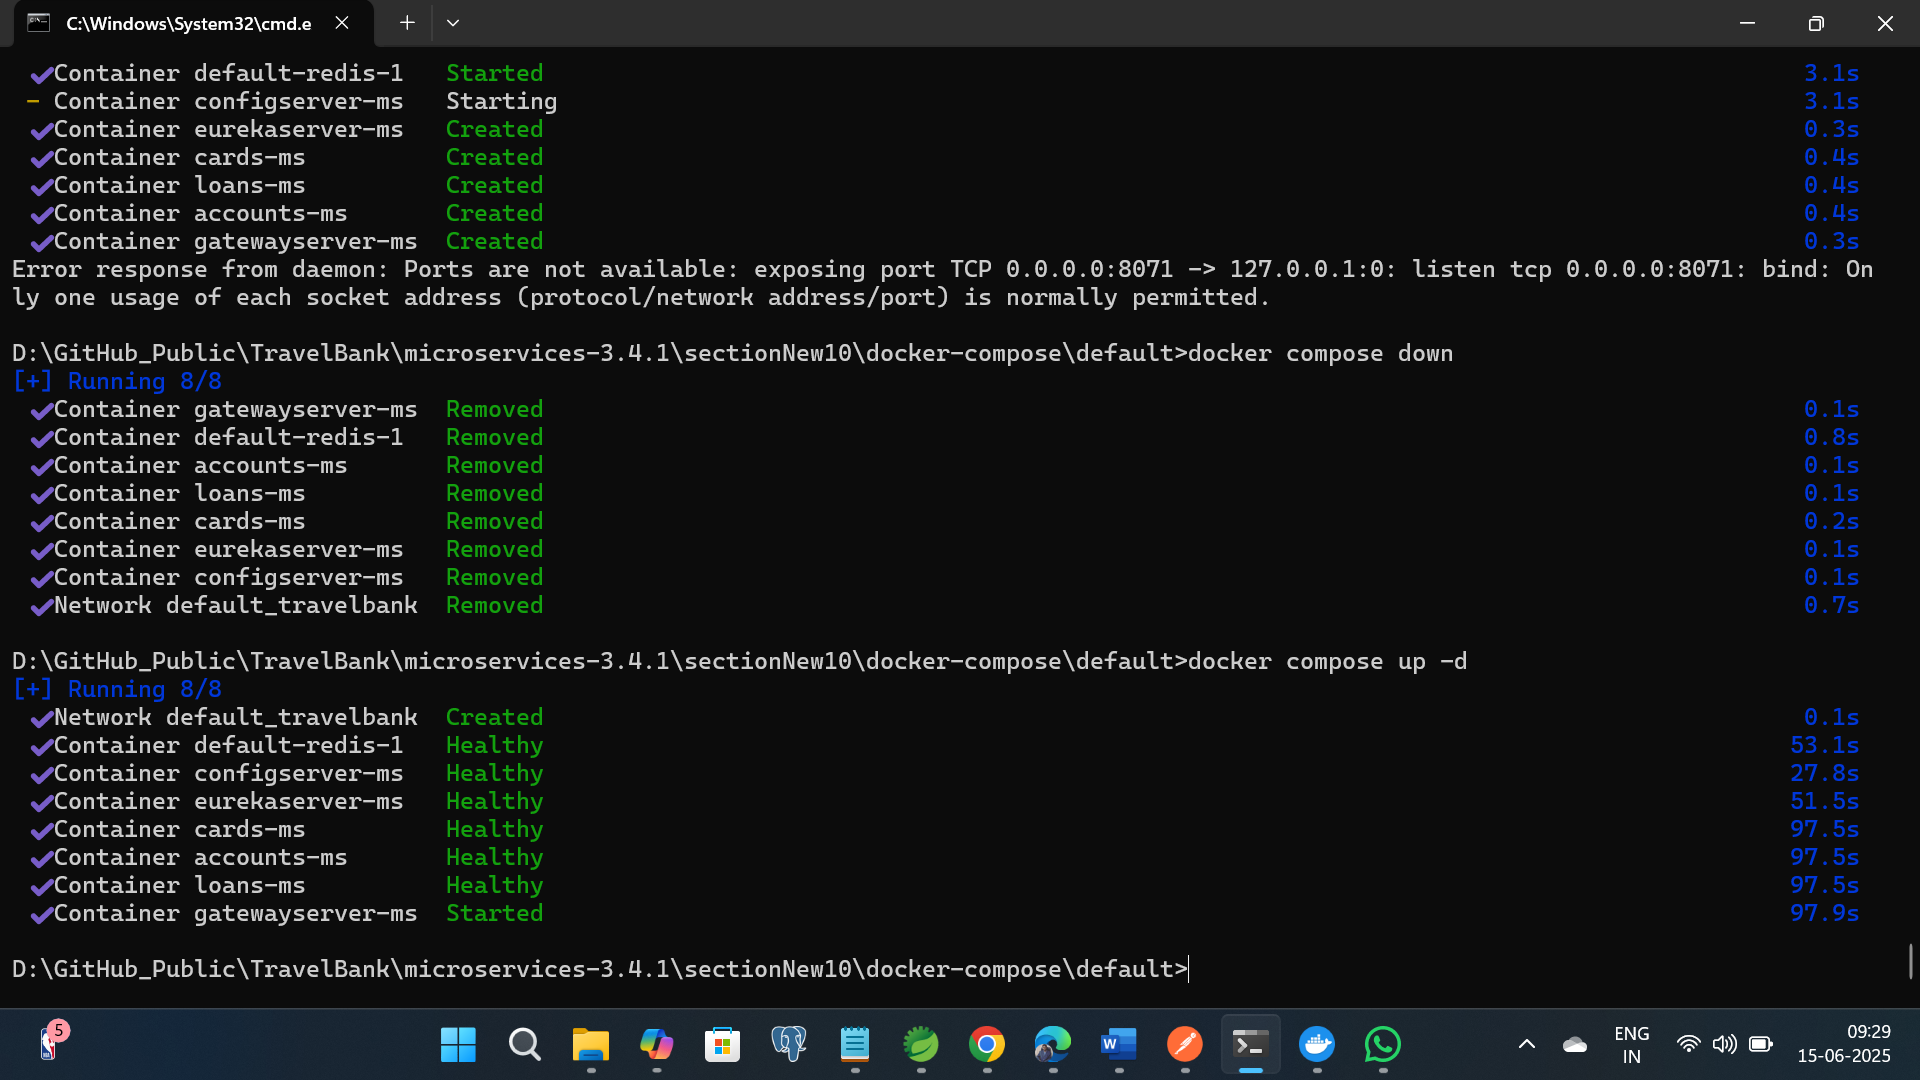 C:\Windows\System32\cmd.e
✔Container default-redis-1 Started 3.1s
- Container configserver-ms Starting 3.1s
✔Container eurekaserver-ms Created 0.3s
✔Container cards-ms Created 0.4s
✔Container loans-ms Created 0.4s
✔Container accounts-ms Created 0.4s
✔Container gatewayserver-ms Created 0.3s
Error response from daemon: Ports are not available: exposing port TCP 0.0.0.0:8071 -> 127.0.0.1:0: listen tcp 0.0.0.0:8071: bind: On
ly one usage of each socket address (protocol/network address/port) is normally permitted.
D:\GitHub_Public\TravelBank\microservices-3.4.1\sectionNew10\docker-compose\default>docker compose down
[+] Running 8/8
✔Container gatewayserver-ms Removed 0.1s
✔Container default-redis-1 Removed 0.8s
✔Container accounts-ms Removed 0.1s
✔Container loans-ms Removed 0.1s
✔Container cards-ms Removed 0.2s
✔Container eurekaserver-ms Removed 0.1s
✔Container configserver-ms Removed 0.1s
✔Network default_travelbank Removed 0.7s
D:\GitHub_Public\TravelBank\microservices-3.4.1\sectionNew10\docker-compose\default>docker compose up -d
[+] Running 8/8
✔Network default_travelbank Created 0.1s
✔Container default-redis-1 Healthy 53.1s
✔Container configserver-ms Healthy 27.8s
✔Container eurekaserver-ms Healthy 51.5s
✔Container cards-ms Healthy 97.5s
✔Container accounts-ms Healthy 97.5s
✔Container loans-ms Healthy 97.5s
✔Container gatewayserver-ms Started 97.9s
D:\GitHub_Public\TravelBank\microservices-3.4.1\sectionNew10\docker-compose\default>
5
W
ENG
IN
09:29
15-06-2025